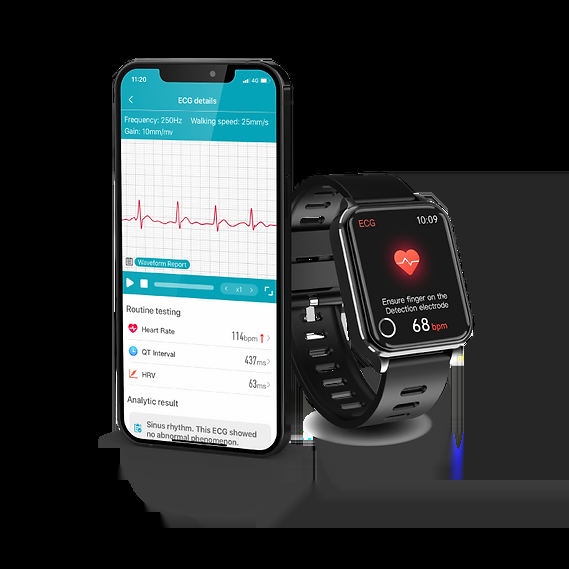 11:20
4G
ECG details
Frequency: 250Hz Walking speed: 25mm/s
Gain: 10mm/mv
Waveform Report
x1
Routine testing
Heart Rate 114bpm
QT Interval 437ms
HRV 63ms
Analytic result
Sinus rhythm. This ECG showed
no abnormal phenomenon.
ECG 10:09
Ensure finger on the
Detection electrode
68 bpm